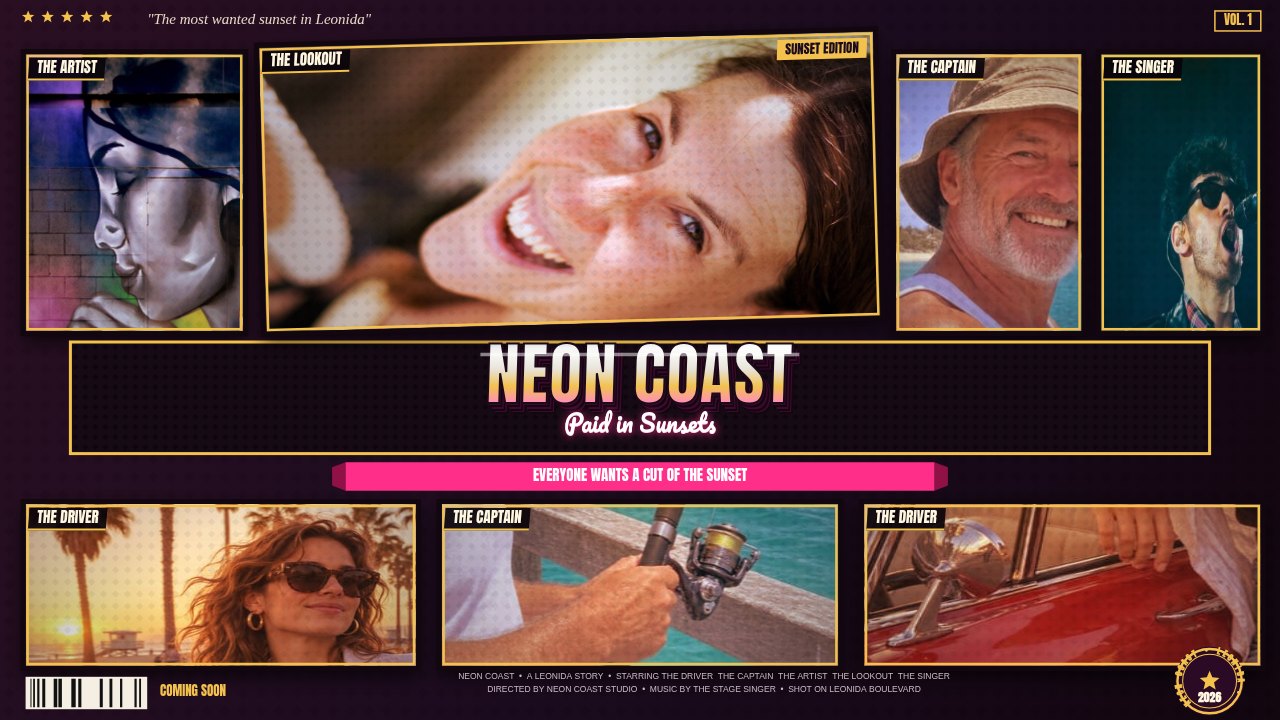 "The most wanted sunset in Leonida"
VOL. 1
THE ARTIST
THE LOOKOUT
SUNSET EDITION
THE CAPTAIN
THE SINGER
NEON COAST
Paid in Sunsets
EVERYONE WANTS A CUT OF THE SUNSET
THE DRIVER
THE CAPTAIN
THE DRIVER
COMING SOON
NEON COAST • A LEONIDA STORY • STARRING THE DRIVER THE CAPTAIN THE ARTIST THE LOOKOUT THE SINGER
DIRECTED BY NEON COAST STUDIO • MUSIC BY THE STAGE SINGER • SHOT ON LEONIDA BOULEVARD
2026